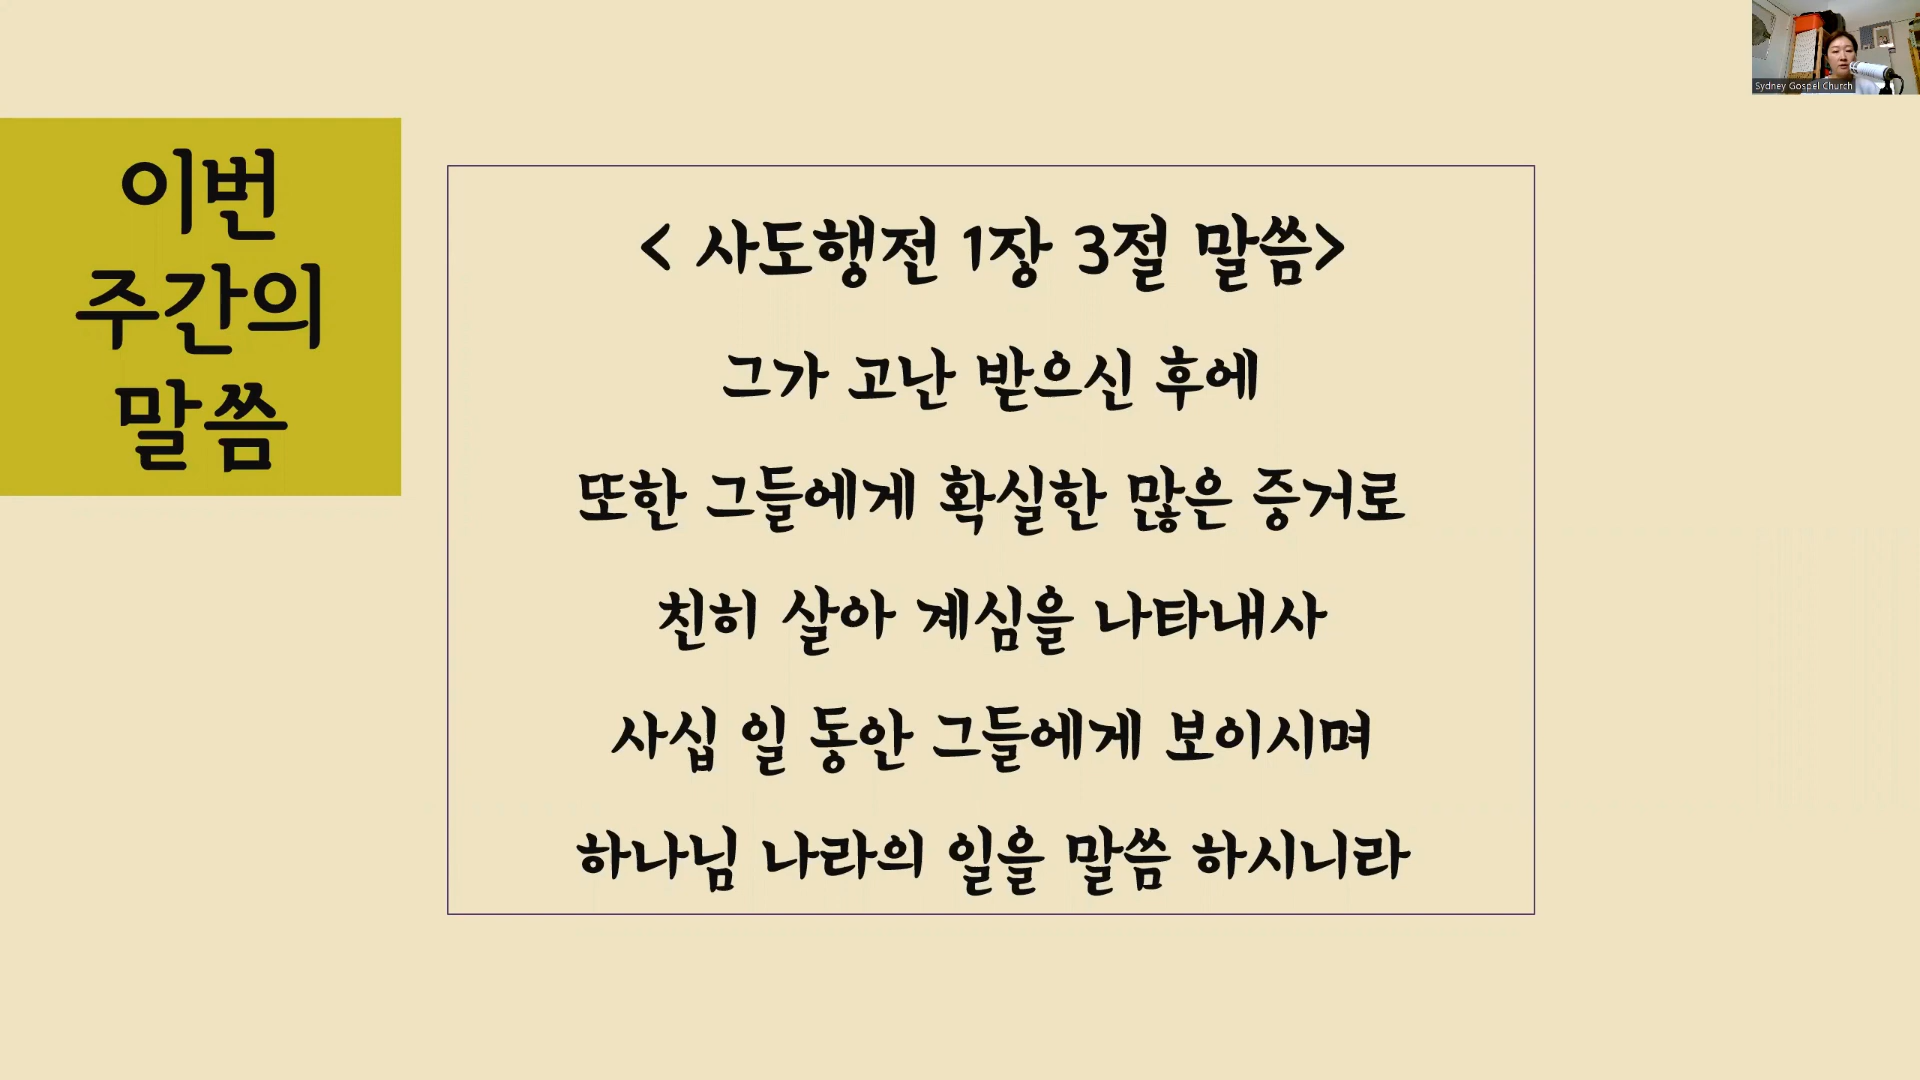 이번
주간의
말씀
< 사도행전 1장 3절 말씀>
그가 고난 받으신 후에
또한 그들에게 확실한 많은 증거로
친히 살아 계심을 나타내사
사십 일 동안 그들에게 보이시며
하나님 나라의 일을 말씀 하시니라
Sydney Gospel Church